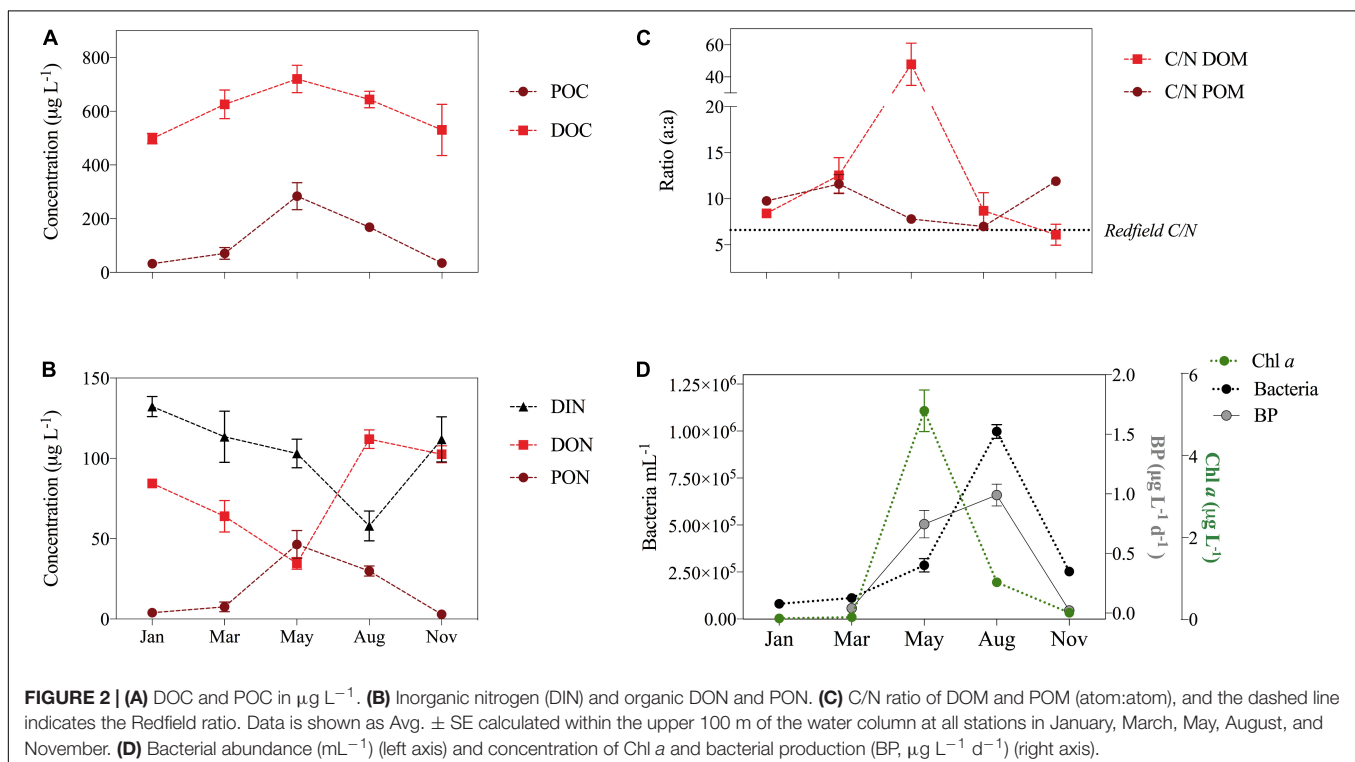 A
Concentration (µg L⁻¹)
800
600
400
200
0
POC
DOC
C
Ratio (a:a)
60
40
20
15
10
5
C/N DOM
C/N POM
Redfield C/N
B
Concentration (µg L⁻¹)
150
100
50
0
Jan Mar May Aug Nov
DIN
DON
PON
D
Bacteria mL⁻¹
1.25×10⁶
1.00×10⁶
7.50×10⁵
5.00×10⁵
2.50×10⁵
0.00
Jan Mar May Aug Nov
2.0
1.5
1.0
0.5
0.0
BP (µg L⁻¹ d⁻¹)
6
4
2
0
Chl a (µg L⁻¹)
Chl a
Bacteria
BP
FIGURE 2 | (A) DOC and POC in µg L⁻¹. (B) Inorganic nitrogen (DIN) and organic DON and PON. (C) C/N ratio of DOM and POM (atom:atom), and the dashed line
indicates the Redfield ratio. Data is shown as Avg. ± SE calculated within the upper 100 m of the water column at all stations in January, March, May, August, and
November. (D) Bacterial abundance (mL⁻¹) (left axis) and concentration of Chl a and bacterial production (BP, µg L⁻¹ d⁻¹) (right axis).